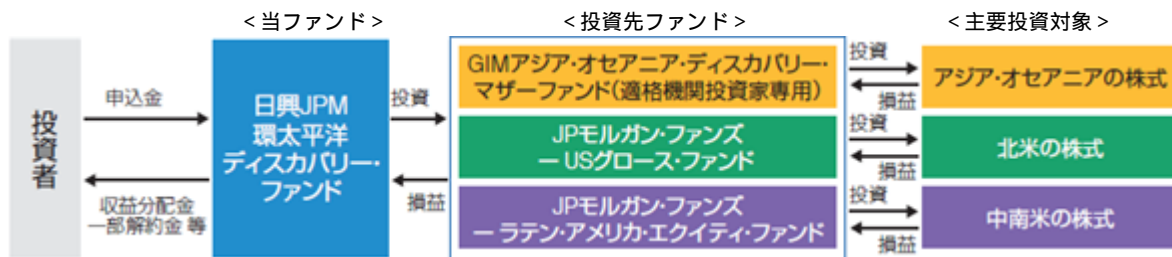 <当ファンド>
<投資先ファンド>
<主要投資対象>
投資者
申込金
収益分配金
一部解約金 等
日興JPM
環太平洋
ディスカバリー・
ファンド
投資
損益
GIMアジア・オセアニア・ディスカバリー・
マザーファンド(適格機関投資家専用)
JPモルガン・ファンズ
ーUSグロース・ファンド
JPモルガン・ファンズ
ーラテン・アメリカ・エクイティ・ファンド
投資
損益
投資
損益
投資
損益
アジア・オセアニアの株式
北米の株式
中南米の株式